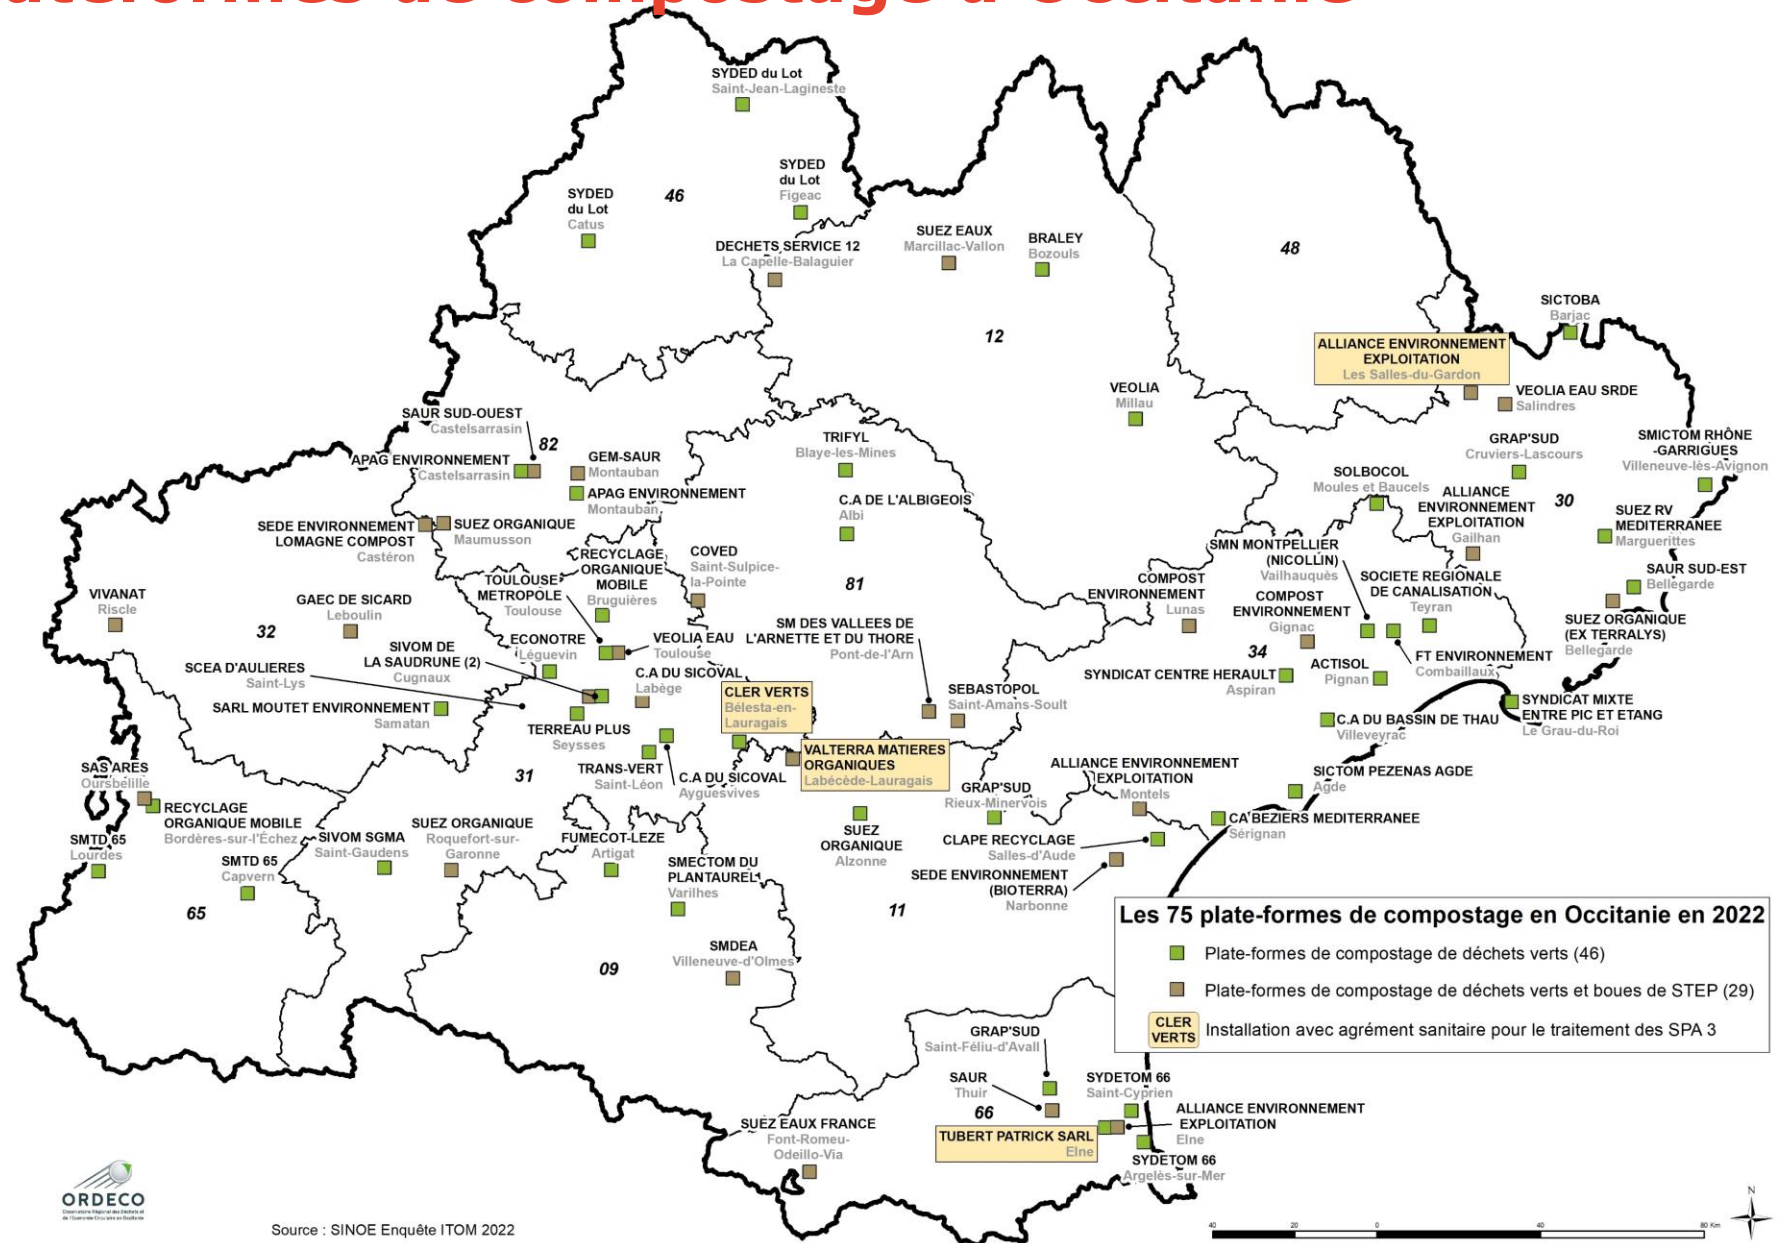 SYDED du Lot
Saint-Jean-Lagineste
SYDED
du Lot
Figeac
46
SYDED
du Lot
Catus
DECHETS SERVICE 12
La Capelle-Balaguier
SUEZ EAUX
Marcillac-Vallon
BRALEY
Bozouls
48
SICTOBA
Barjac
12
ALLIANCE ENVIRONNEMENT
EXPLOITATION
Les Salles-du-Gardon
VEOLIA EAU SRDE
Salindres
VEOLIA
Millau
SAUR SUD-OUEST
Castelsarrasin
82
APAG ENVIRONNEMENT
Castelsarrasin
GEM-SAUR
Montauban
APAG ENVIRONNEMENT
Montauban
TRIFYL
Blaye-les-Mines
C.A DE L'ALBIGEOIS
Albi
GRAP'SUD
Cruviers-Lascours
SMICTOM RHÔNE
-GARRIGUES
Villeneuve-lès-Avignon
SOLBOCOL
Moules et Baucels
ALLIANCE
ENVIRONNEMENT
EXPLOITATION
Gailhan
30
SUEZ RV
MEDITERRANEE
Marguerittes
SEDE ENVIRONNEMENT
LOMAGNE COMPOST
Castéron
SUEZ ORGANIQUE
Maumusson
RECYCLAGE
ORGANIQUE
MOBILE
Bruguières
COVED
Saint-Sulpice-
la-Pointe
TOULOUSE
METROPOLE
Toulouse
81
SMN MONTPELLIER
(NICOLLIN)
Vailhauquès
SOCIETE REGIONALE
DE CANALISATION
Teyran
SAUR SUD-EST
Bellegarde
SUEZ ORGANIQUE
(EX TERRALYS)
Bellegarde
COMPOST
ENVIRONNEMENT
Lunas
COMPOST
ENVIRONNEMENT
Gignac
VIVANAT
Riscle
GAEC DE SICARD
Leboulin
32
SIVOM DE
LA SAUDRUNE (2)
Cugnaux
ECONOTRE
Léguevin
VEOLIA EAU
Toulouse
SM DES VALLEES DE
L'ARNETTE ET DU THORE
Pont-de-l'Arn
34
FT ENVIRONNEMENT
Combaillaux
SCEA D'AULIERES
Saint-Lys
C.A DU SICOVAL
Labège
SYNDICAT CENTRE HERAULT
Aspiran
ACTISOL
Pignan
SARL MOUTET ENVIRONNEMENT
Samatan
CLER VERTS
Bélesta-en-
Lauragais
SEBASTOPOL
Saint-Amans-Soult
SYNDICAT MIXTE
ENTRE PIC ET ETANG
Le Grau-du-Roi
C.A DU BASSIN DE THAU
Villeveyrac
TERREAU PLUS
Seysses
VALTERRA MATIERES
ORGANIQUES
Labécède-Lauragais
SAS ARES
Oursbelille
31
TRANS-VERT
Saint-Léon
C.A DU SICOVAL
Ayguesvives
ALLIANCE ENVIRONNEMENT
EXPLOITATION
Montels
SICTOM PEZENAS AGDE
Agde
GRAP'SUD
Rieux-Minervois
RECYCLAGE
ORGANIQUE MOBILE
Bordères-sur-l'Échez
CA BEZIERS MEDITERRANEE
Sérignan
SMTD 65
Lourdes
SIVOM SGMA
Saint-Gaudens
SUEZ ORGANIQUE
Roquefort-sur-
Garonne
FUMECOT-LEZE
Artigat
SUEZ
ORGANIQUE
Alzonne
CLAPE RECYCLAGE
Salles-d'Aude
SMTD 65
Capvern
SMECTOM DU
PLANTAUREL
Varilhes
SEDE ENVIRONNEMENT
(BIOTERRA)
Narbonne
65
11
SMDEA
Villeneuve-d'Olmes
09
Les 75 plate-formes de compostage en Occitanie en 2022
Plate-formes de compostage de déchets verts (46)
Plate-formes de compostage de déchets verts et boues de STEP (29)
CLER
VERTS
Installation avec agrément sanitaire pour le traitement des SPA 3
GRAP'SUD
Saint-Féliu-d'Avall
SAUR
Thuir
66
SYDETOM 66
Saint-Cyprien
ALLIANCE ENVIRONNEMENT
EXPLOITATION
Elne
TUBERT PATRICK SARL
Elne
SYDETOM 66
Argelès-sur-Mer
SUEZ EAUX FRANCE
Font-Romeu-
Odeillo-Via
ORDECO
Observatoire Régional des Déchets et
de l'Economie Circulaire en Occitanie
Source : SINOE Enquête ITOM 2022
N
40 20 0 40 80 Km